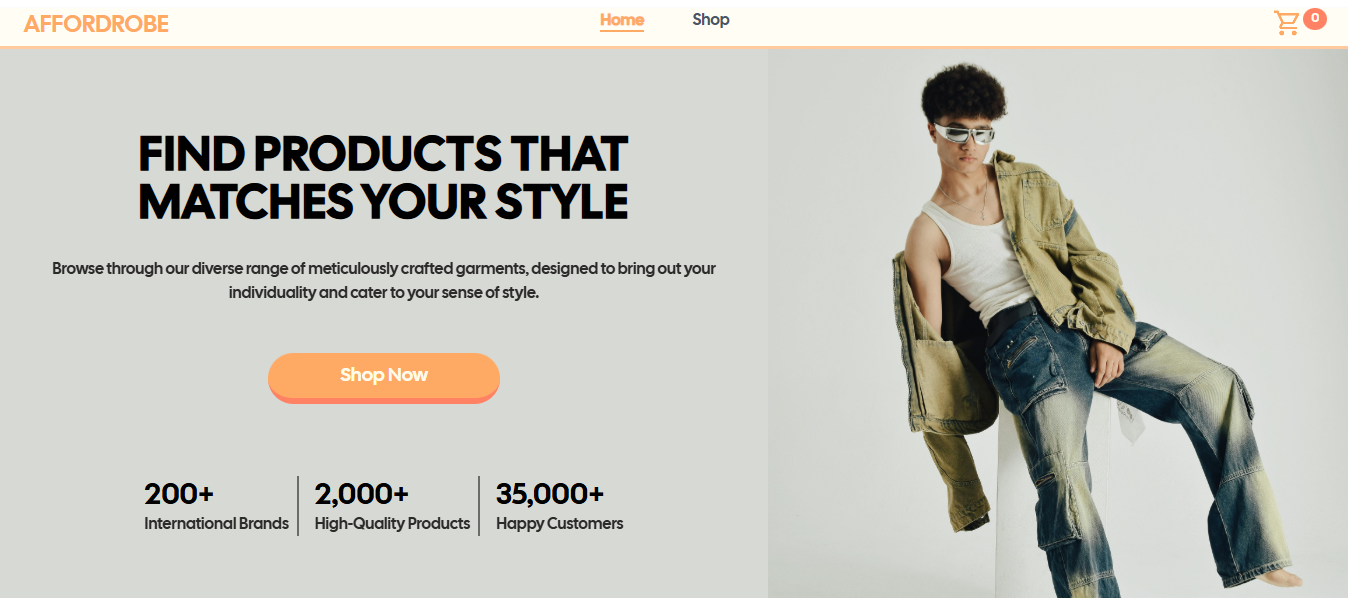 AFFORDROBE
Home
Shop
0
FIND PRODUCTS THAT
MATCHES YOUR STYLE
Browse through our diverse range of meticulously crafted garments, designed to bring out your
individuality and cater to your sense of style.
Shop Now
200+
International Brands
2,000+
High-Quality Products
35,000+
Happy Customers